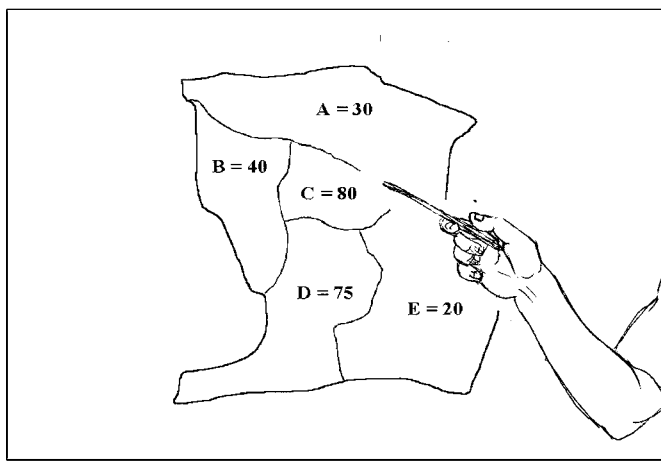 A = 30
B = 40
C = 80
D = 75
E = 20